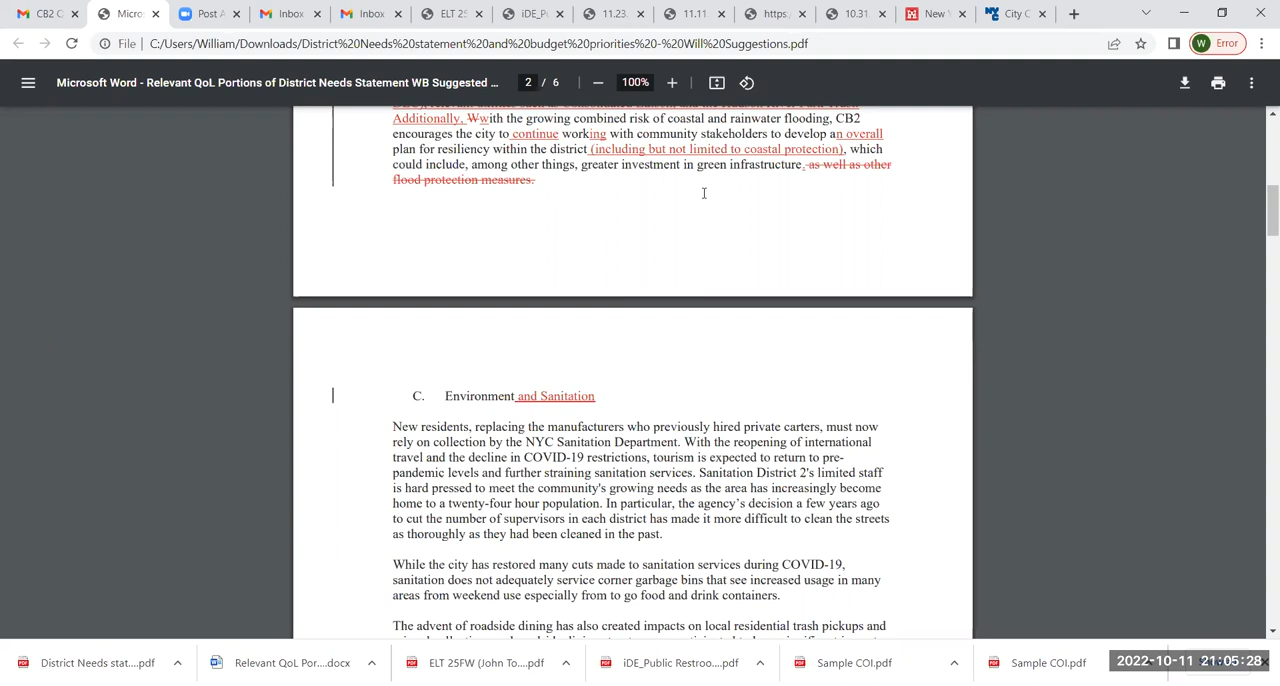 CB2 C
Micro
Post A
Inbox
Inbox
ELT 25
iDE_P
11.23.
11.11
https:
10.31.
New
City C
File C:/Users/William/Downloads/District%20Needs%20statement%20and%20budget%20priorities%20-%20Will%20Suggestions.pdf
W Error
Microsoft Word - Relevant QoL Portions of District Needs Statement WB Suggested ...
2 / 6
100%
Additionally, Wwith the growing combined risk of coastal and rainwater flooding, CB2
encourages the city to continue working with community stakeholders to develop an overall
plan for resiliency within the district (including but not limited to coastal protection), which
could include, among other things, greater investment in green infrastructure. as well as other
flood protection measures.
C. Environment and Sanitation
New residents, replacing the manufacturers who previously hired private carters, must now
rely on collection by the NYC Sanitation Department. With the reopening of international
travel and the decline in COVID-19 restrictions, tourism is expected to return to pre-
pandemic levels and further straining sanitation services. Sanitation District 2's limited staff
is hard pressed to meet the community's growing needs as the area has increasingly become
home to a twenty-four hour population. In particular, the agency's decision a few years ago
to cut the number of supervisors in each district has made it more difficult to clean the streets
as thoroughly as they had been cleaned in the past.
While the city has restored many cuts made to sanitation services during COVID-19,
sanitation does not adequately service corner garbage bins that see increased usage in many
areas from weekend use especially from to go food and drink containers.
The advent of roadside dining has also created impacts on local residential trash pickups and
District Needs stat....pdf
Relevant QoL Por....docx
ELT 25FW (John To....pdf
iDE_Public Restroo....pdf
Sample COI.pdf
Sample COI.pdf
2022-10-11 21:05:28